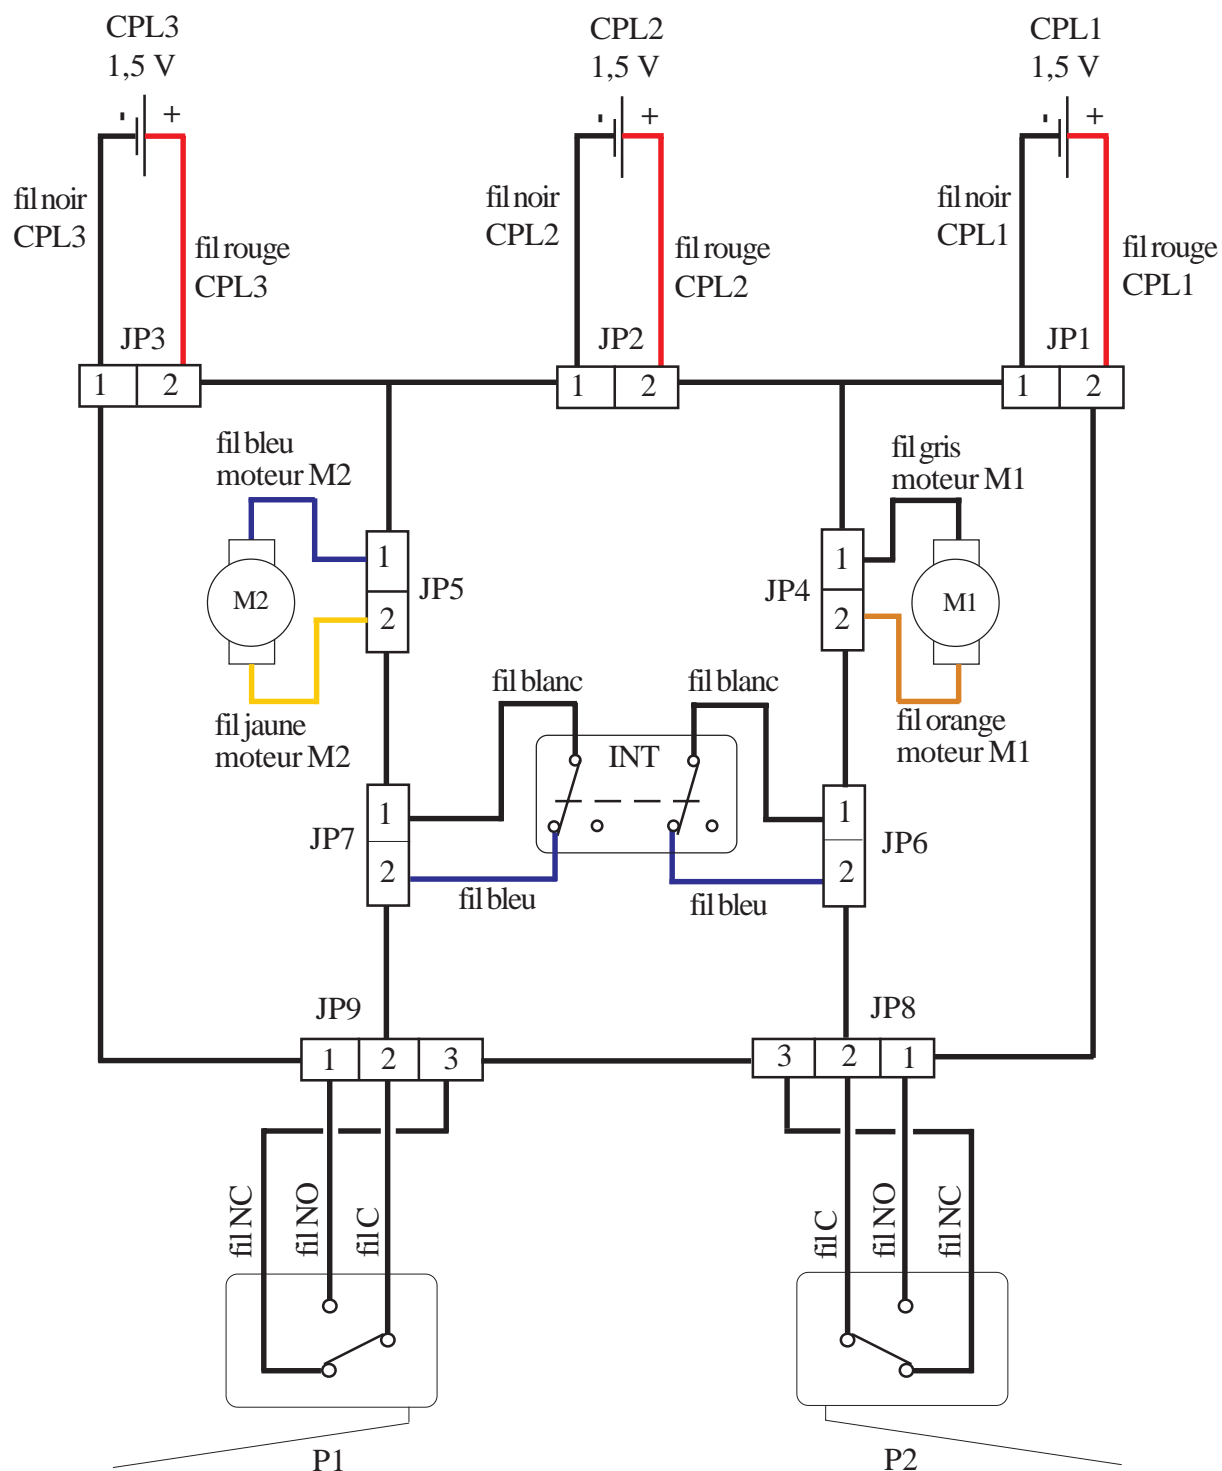 CPL3
1,5 V
CPL2
1,5 V
CPL1
1,5 V
- +
- +
- +
fil noir
CPL3
fil rouge
CPL3
fil noir
CPL2
fil rouge
CPL2
fil noir
CPL1
fil rouge
CPL1
JP3
1 2
JP2
1 2
JP1
1 2
fil bleu
moteur M2
fil gris
moteur M1
M2
1
2
JP5
JP4
1
2
M1
fil jaune
moteur M2
fil blanc
fil blanc
fil orange
moteur M1
INT
JP7
1
2
1
2
JP6
fil bleu
fil bleu
JP9
1 2 3
JP8
3 2 1
fil NC
fil NO
fil C
fil C
fil NO
fil NC
P1
P2